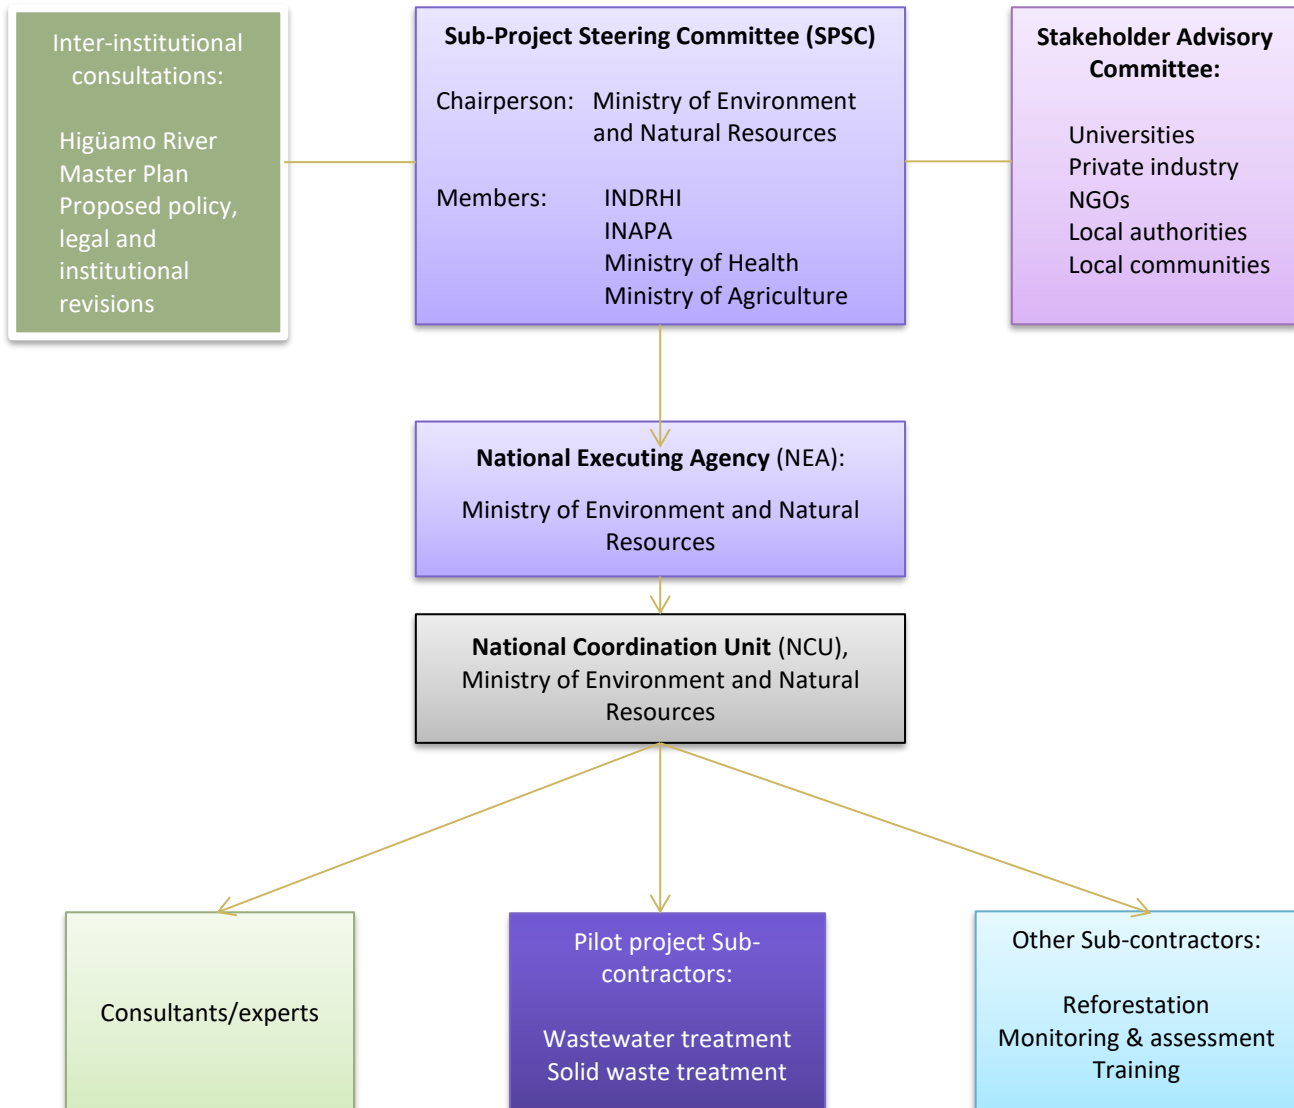 Inter-institutional
consultations:
Higüamo River
Master Plan
Proposed policy,
legal and
institutional
revisions
Sub-Project Steering Committee (SPSC)
Chairperson: Ministry of Environment
and Natural Resources
Members: INDRHI
INAPA
Ministry of Health
Ministry of Agriculture
Stakeholder Advisory
Committee:
Universities
Private industry
NGOs
Local authorities
Local communities
National Executing Agency (NEA):
Ministry of Environment and Natural
Resources
National Coordination Unit (NCU),
Ministry of Environment and Natural
Resources
Consultants/experts
Pilot project Sub-
contractors:
Wastewater treatment
Solid waste treatment
Other Sub-contractors:
Reforestation
Monitoring & assessment
Training